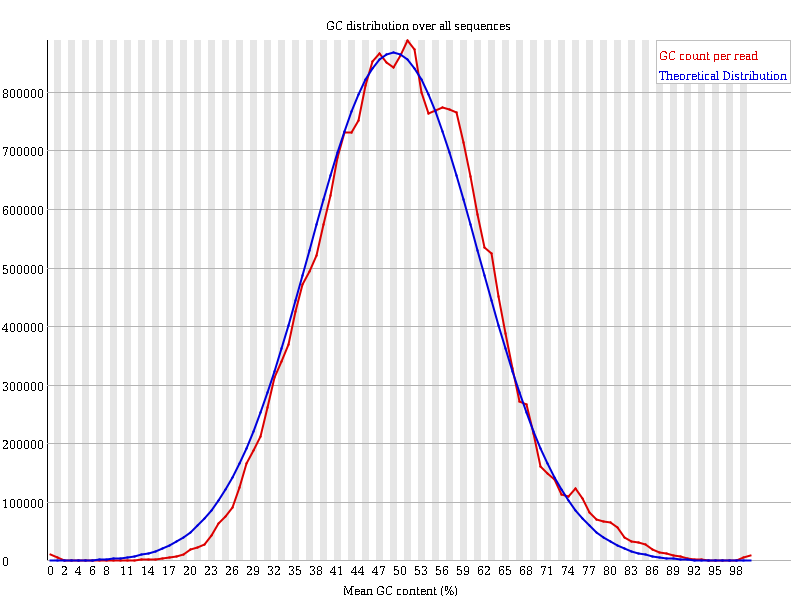 GC distribution over all sequences
GC count per read
Theoretical Distribution
800000
700000
600000
500000
400000
300000
200000
100000
0
0 2 4 6 8 11 14 17 20 23 26 29 32 35 38 41 44 47 50 53 56 59 62 65 68 71 74 77 80 83 86 89 92 95 98
Mean GC content (%)